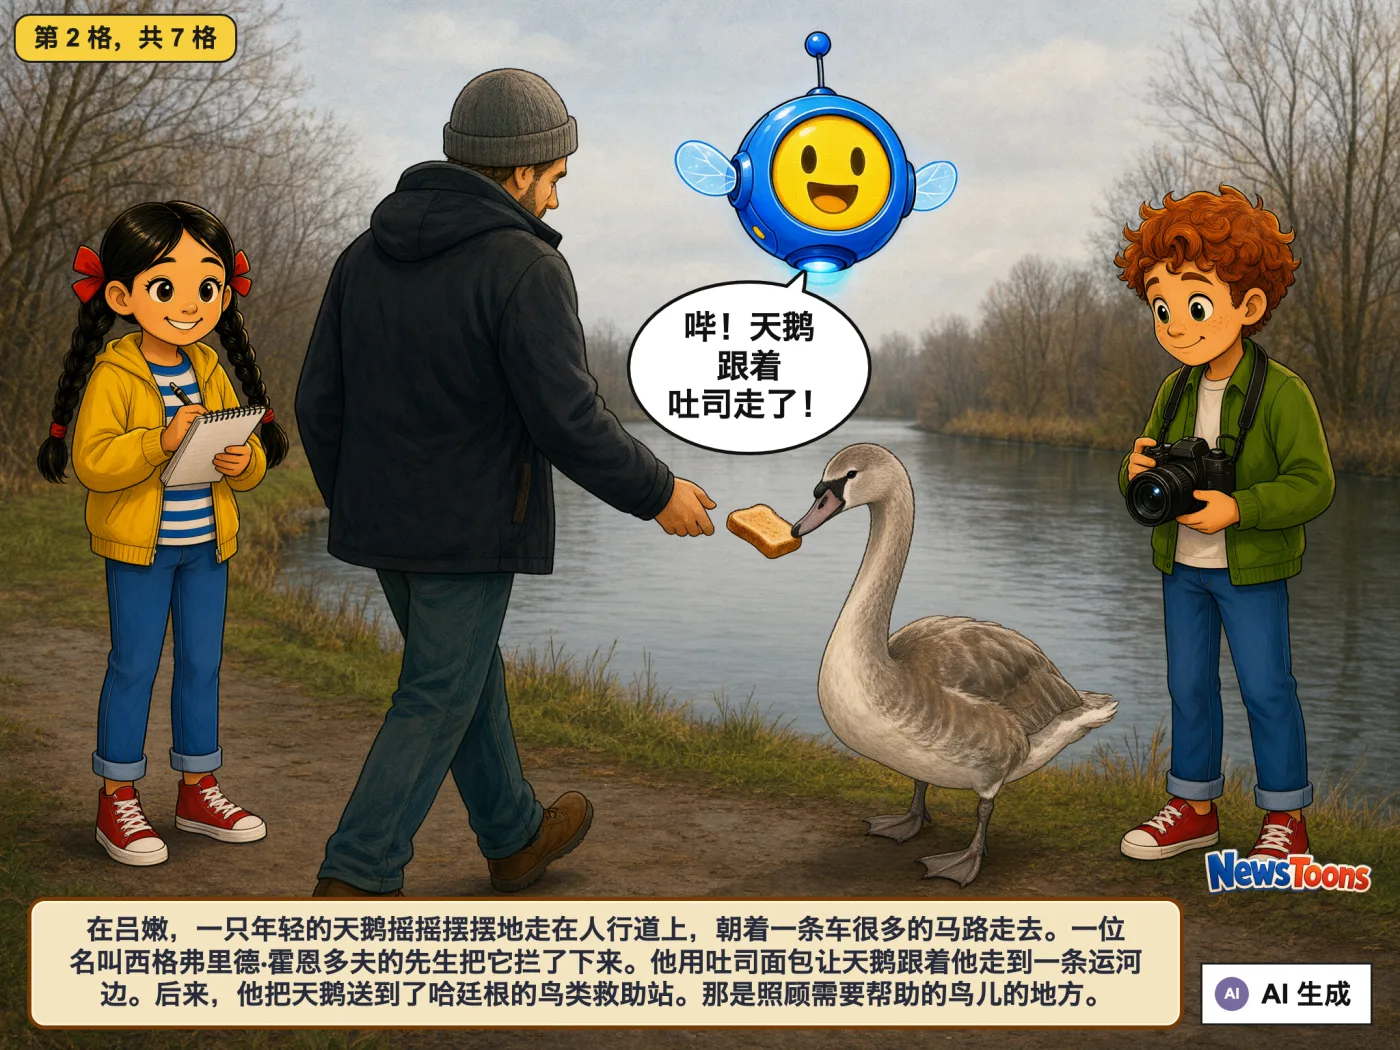 第 2 格，共 7 格
哔！天鹅
跟着
吐司走了！
NewsToons
在吕嫩，一只年轻的天鹅摇摇摆摆地走在人行道上，朝着一条车很多的马路走去。一位
名叫西格弗里德·霍恩多夫的先生把它拦了下来。他用吐司面包让天鹅跟着他走到一条运河
边。后来，他把天鹅送到了哈廷根的鸟类救助站。那是照顾需要帮助的鸟儿的地方。
AI AI 生成